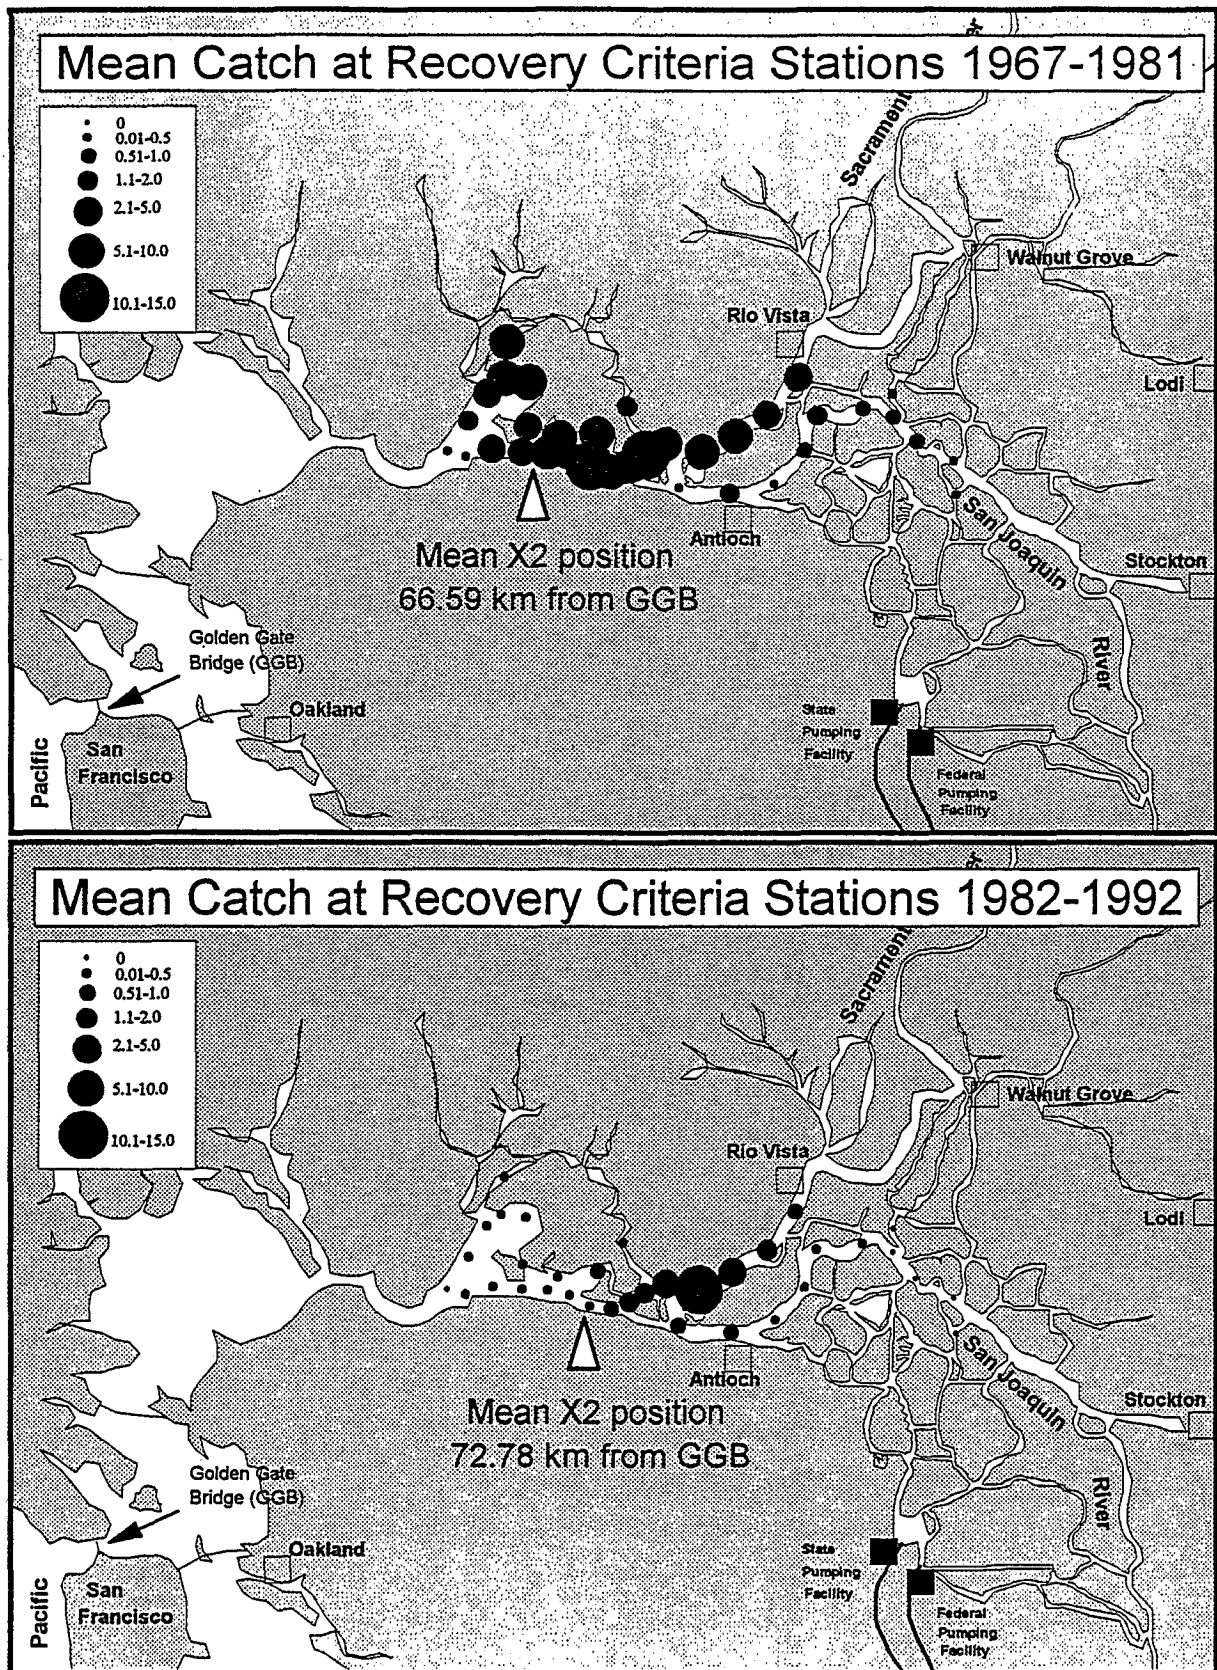 Mean Catch at Recovery Criteria Stations 1967-1981
0
0.01-0.5
0.51-1.0
1.1-2.0
2.1-5.0
5.1-10.0
10.1-15.0
Sacrament
Walnut Grove
Rio Vista
Lodi
Antioch
San Joaquin
River
Stockton
Mean X2 position
66.59 km from GGB
Golden Gate
Bridge (GGB)
Oakland
San
Francisco
Pacific
State
Pumping
Facility
Federal
Pumping
Facility
Mean Catch at Recovery Criteria Stations 1982-1992
0
0.01-0.5
0.51-1.0
1.1-2.0
2.1-5.0
5.1-10.0
10.1-15.0
Sacrament
Walnut Grove
Rio Vista
Lodi
Antioch
San Joaquin
River
Stockton
Mean X2 position
72.78 km from GGB
Golden Gate
Bridge (GGB)
Oakland
San
Francisco
Pacific
State
Pumping
Facility
Federal
Pumping
Facility